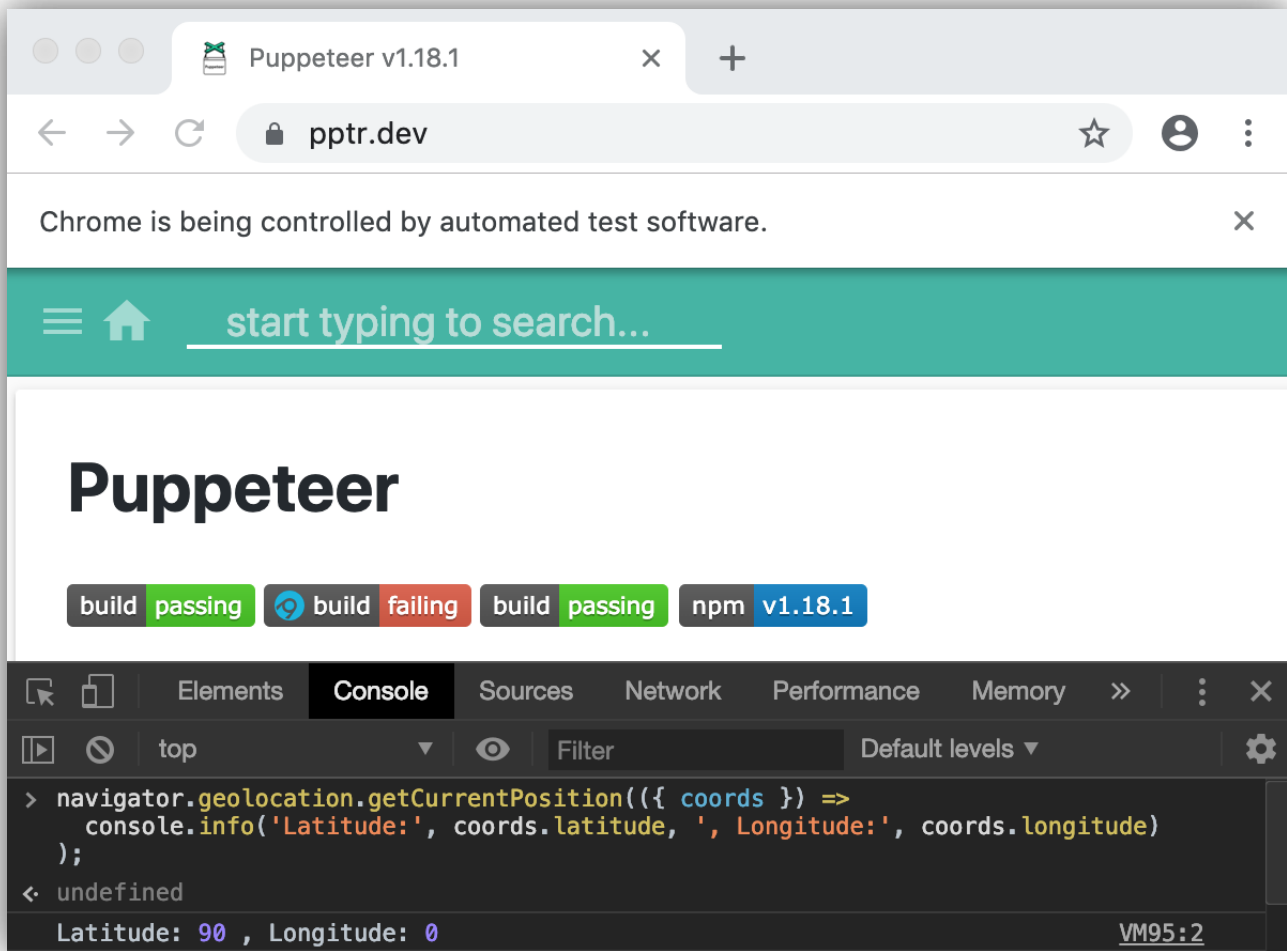 Puppeteer v1.18.1
pptr.dev
Chrome is being controlled by automated test software.
start typing to search...
Puppeteer
build passing build failing build passing npm v1.18.1
Elements Console Sources Network Performance Memory »
top Filter Default levels
> navigator.geolocation.getCurrentPosition(({ coords }) =>
console.info('Latitude:', coords.latitude, ', Longitude:', coords.longitude)
);
undefined
Latitude: 90 , Longitude: 0 VM95:2